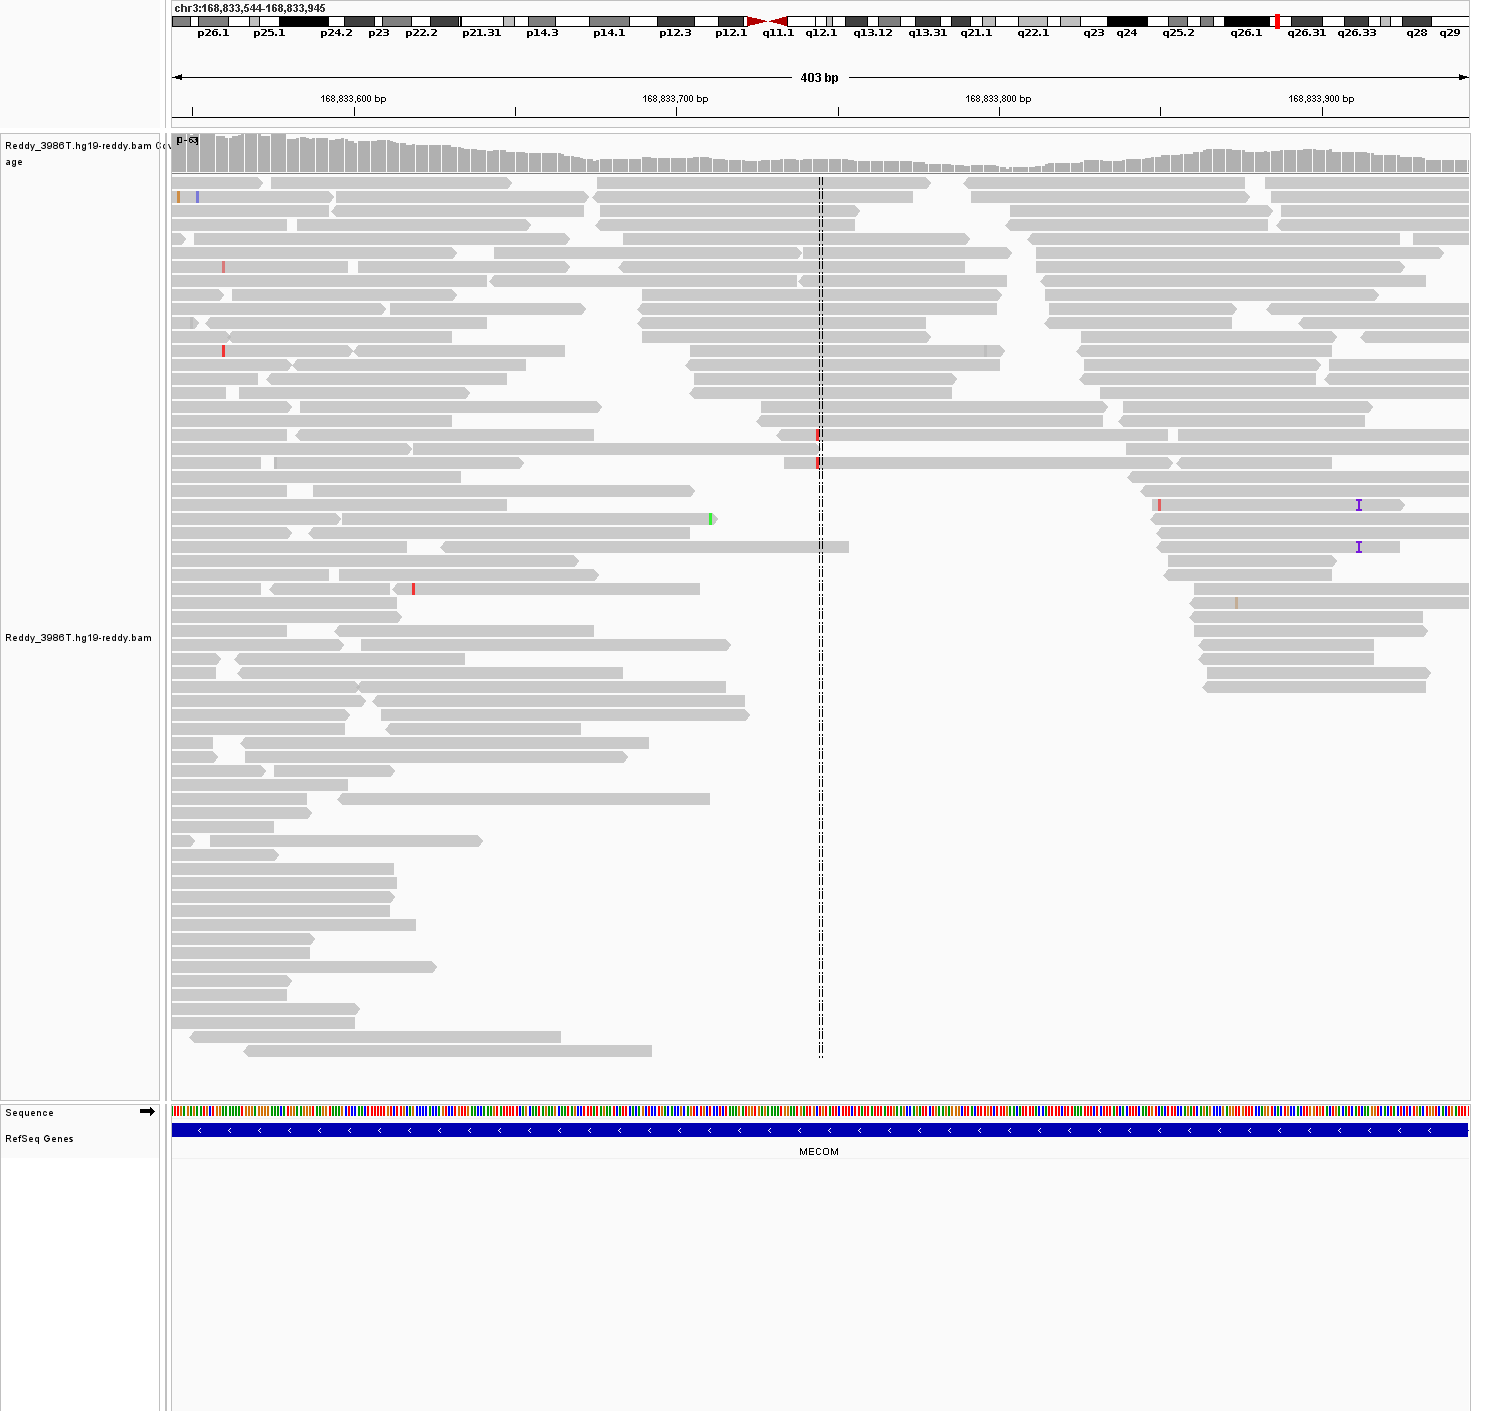 chr3:168,833,544-168,833,945
p26.1 p25.1 p24.2 p23 p22.2 p21.31 p14.3 p14.1 p12.3 p12.1 q11.1 q12.1 q13.12 q13.31 q21.1 q22.1 q23 q24 q25.2 q26.1 q26.31 q26.33 q28 q29
403 bp
168,833,600 bp 168,833,700 bp 168,833,800 bp 168,833,900 bp
Reddy_3986T.hg19-reddy.bam Cov
age
Reddy_3986T.hg19-reddy.bam
Sequence
RefSeq Genes
MECOM